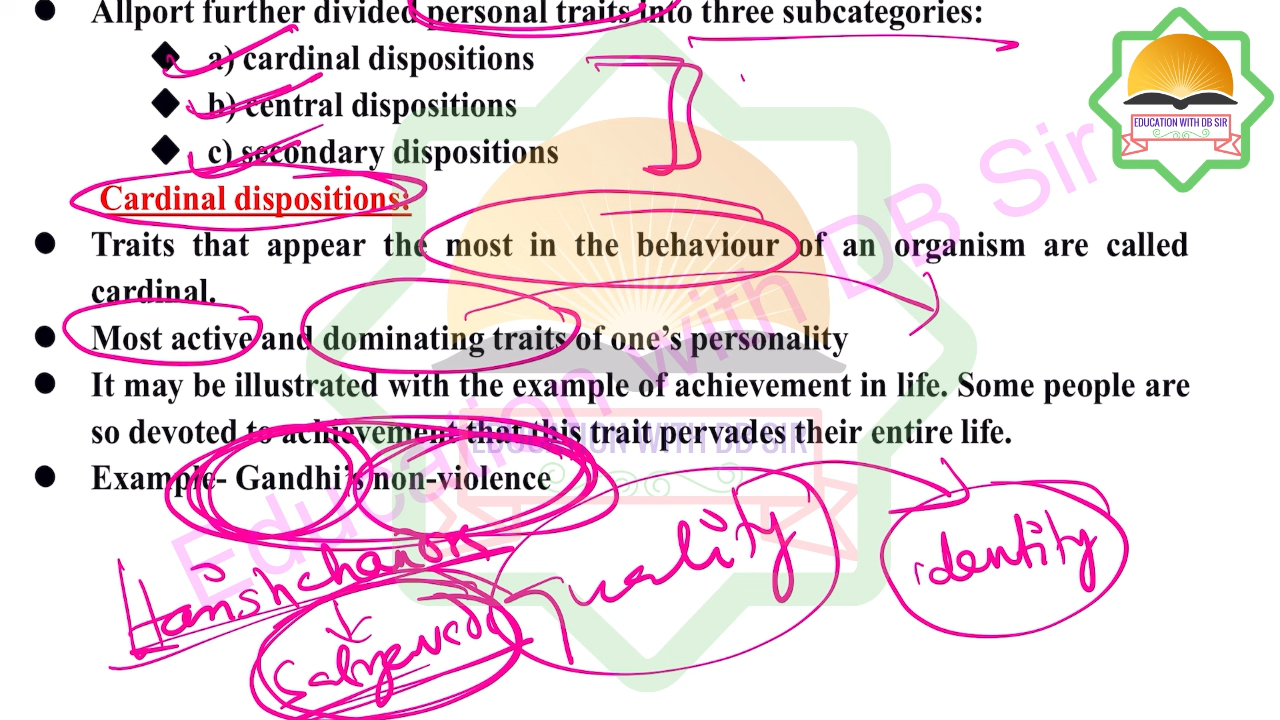 Allport further divided personal traits into three subcategories:
a) cardinal dispositions
b) central dispositions
c) secondary dispositions
Cardinal dispositions:
Traits that appear the most in the behaviour of an organism are called
cardinal.
Most active and dominating traits of one's personality
It may be illustrated with the example of achievement in life. Some people are
so devoted to achievement that this trait pervades their entire life.
Example- Gandhi's non-violence
identity
EDUCATION WITH DB SIR
EDUCATION WITH DB SIR
Education with DB Sir